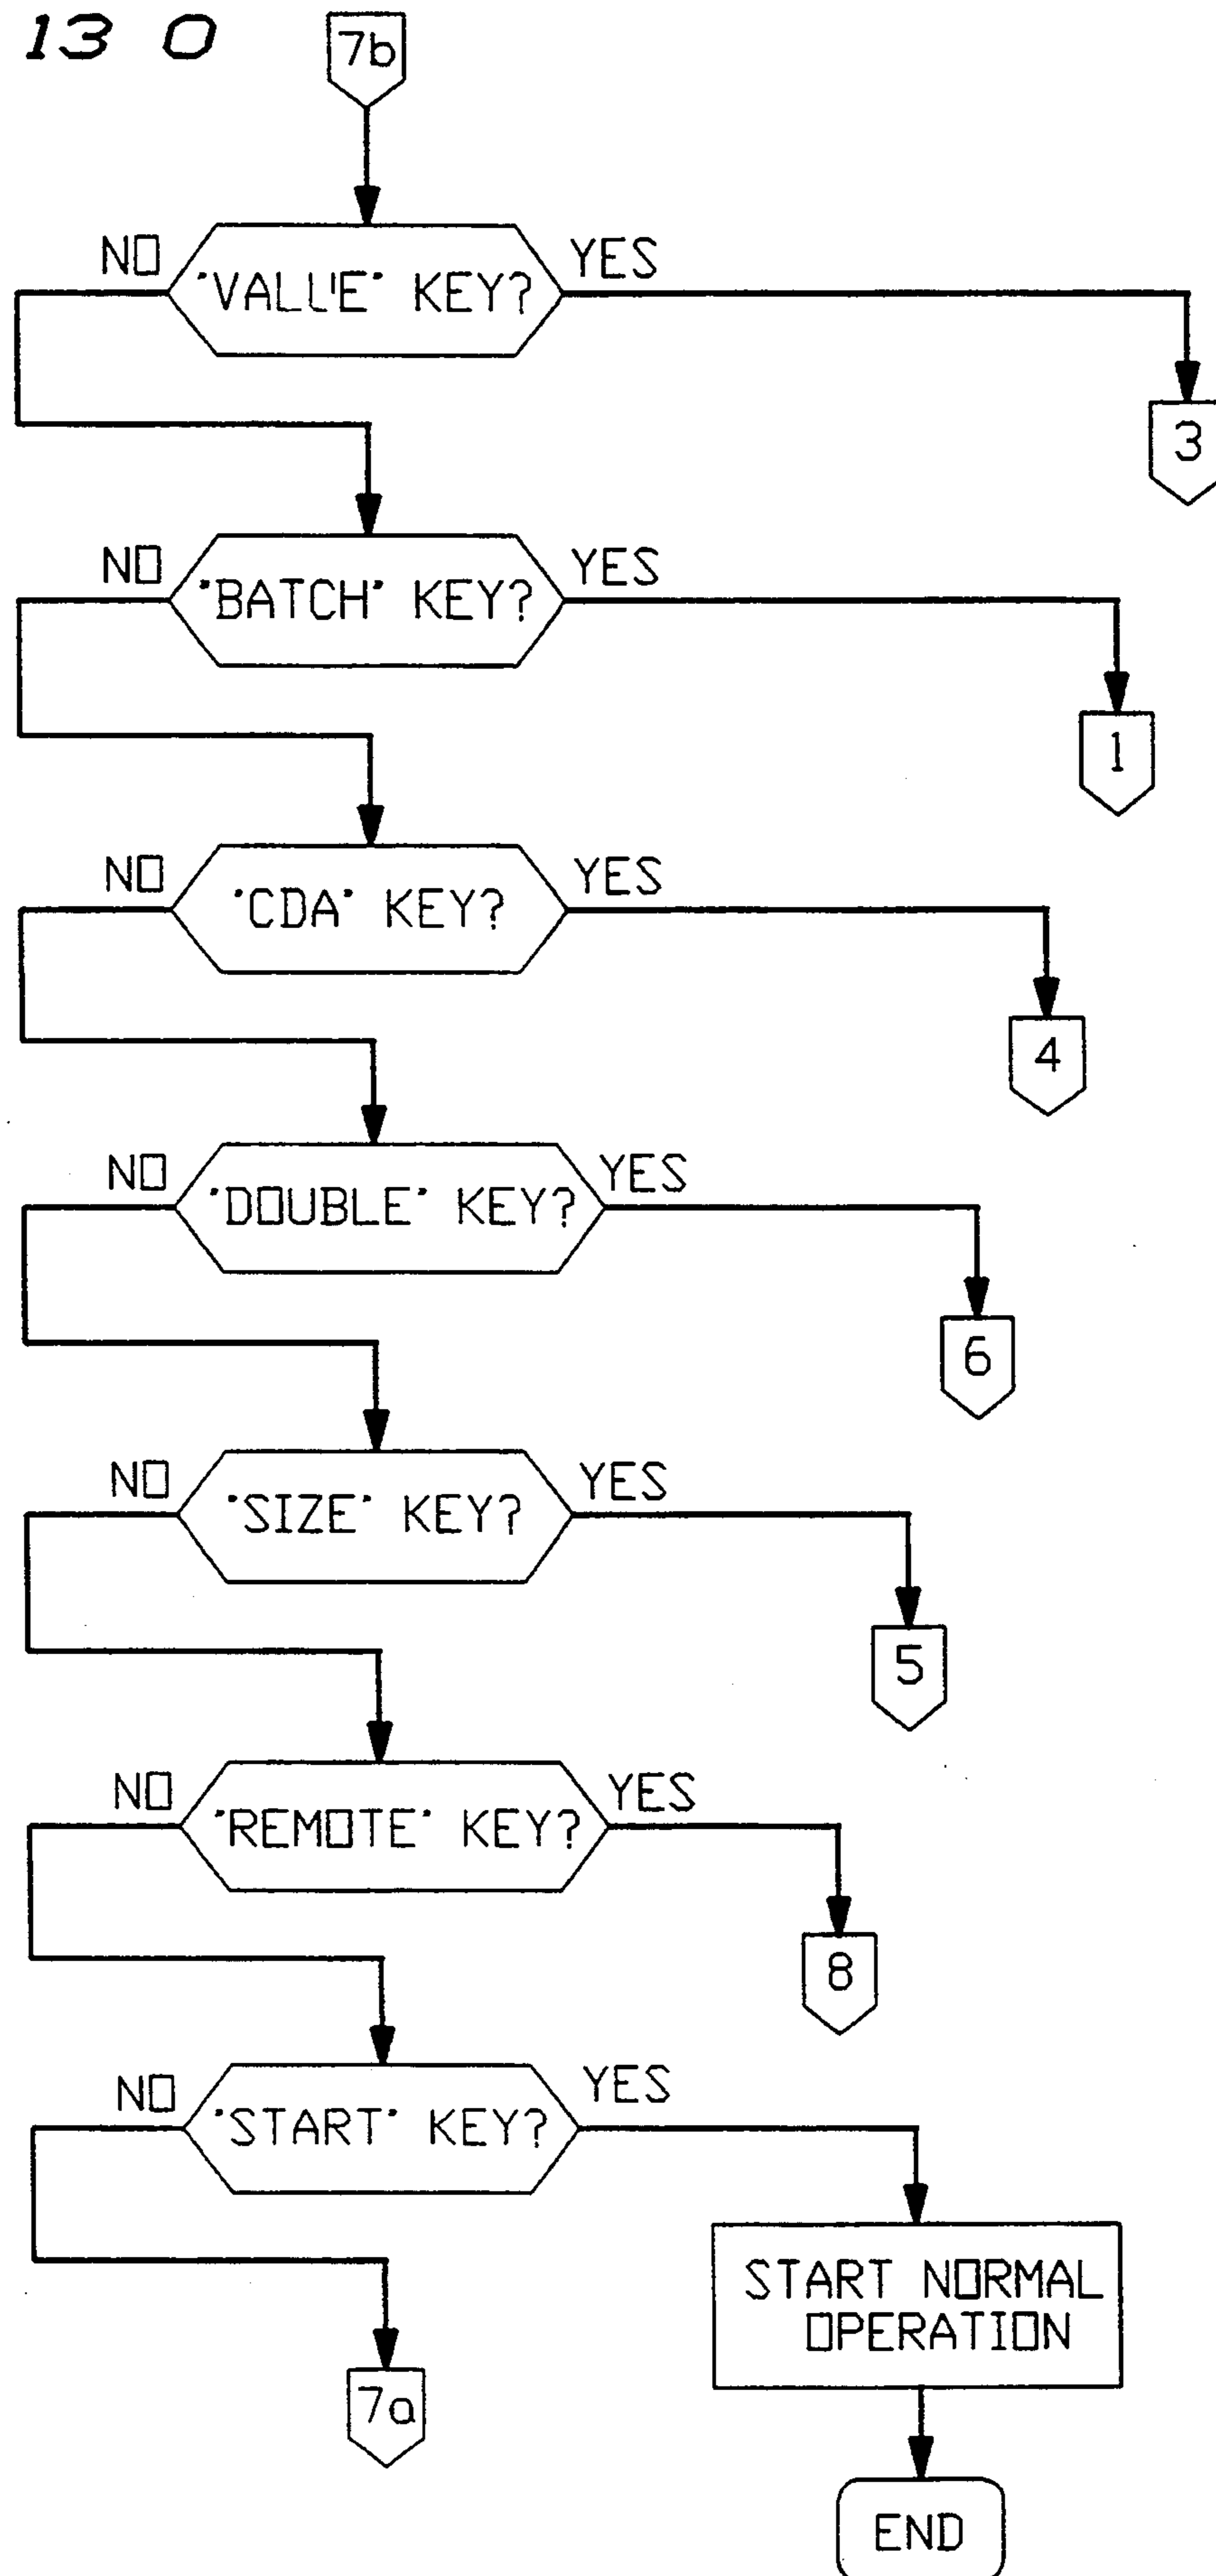 13 O
7b
NO "VALUE" KEY? YES
3
NO "BATCH" KEY? YES
1
NO "CDA" KEY? YES
4
NO "DOUBLE" KEY? YES
6
NO "SIZE" KEY? YES
5
NO "REMOTE" KEY? YES
8
NO "START" KEY? YES
START NORMAL
OPERATION
7a
END